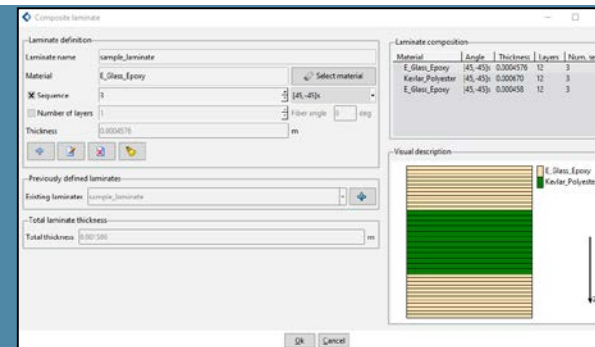 Composite laminate
Laminate definition
Laminate name sample_laminate
Material E_Glass_Epoxy Select material
Sequence 3 [45,-45]s
Number of layers 1 Fiber angle 0 deg
Thickness 0.0004576 m
Previously defined laminates
Existing laminates sample_laminate
Total laminate thickness
Total thickness 0.001586 m
Laminate composition
Material Angle Thickness Layers Num. se
E_Glass_Epoxy [45,-45]s 0.0004576 12 3
Kevlar_Polyester [45,-45]s 0.000670 12 3
E_Glass_Epoxy [45,-45]s 0.000458 12 3
Visual description
E_Glass_Epoxy
Kevlar_Polyeste
Ok Cancel